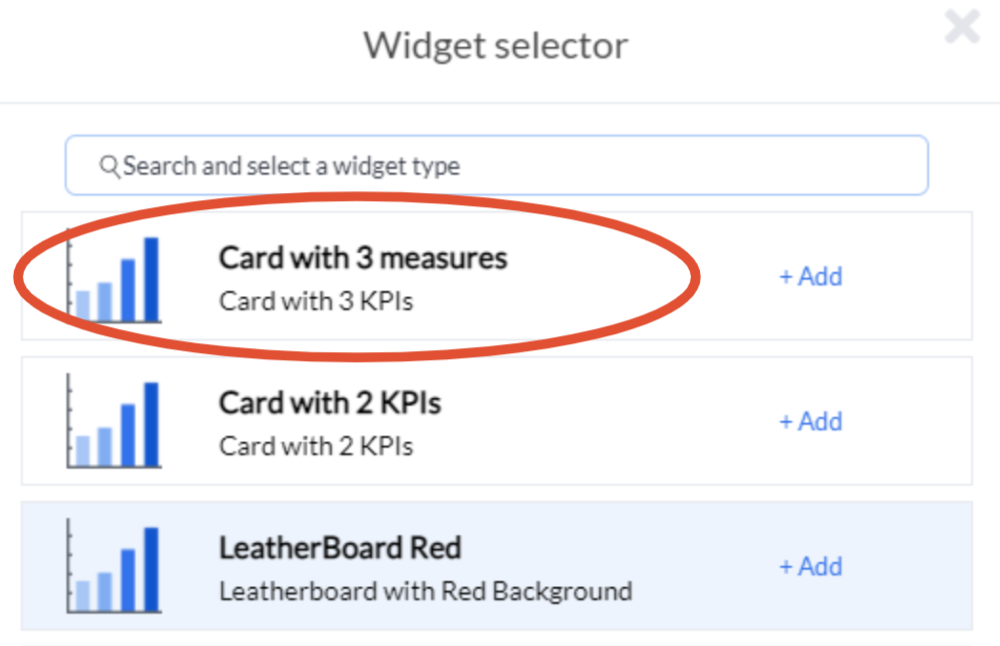 Widget selector
Search and select a widget type
Card with 3 measures
Card with 3 KPIs
+ Add
Card with 2 KPIs
Card with 2 KPIs
+ Add
LeatherBoard Red
Leatherboard with Red Background
+ Add